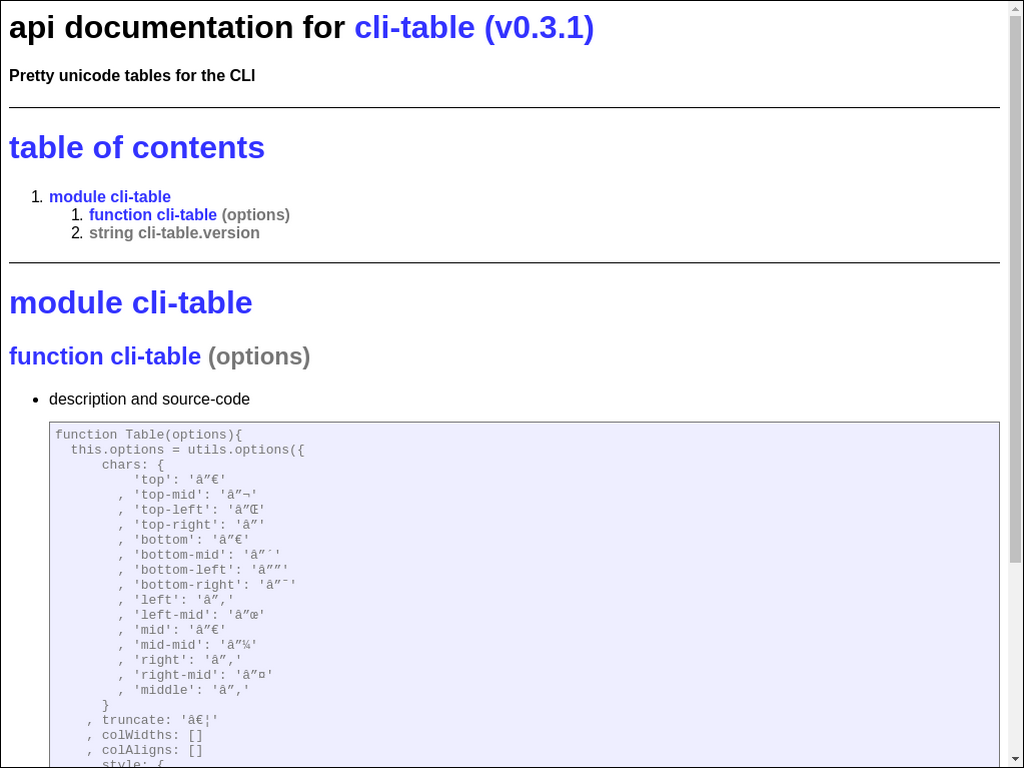 api documentation for cli-table (v0.3.1)
Pretty unicode tables for the CLI
table of contents
1. module cli-table
1. function cli-table (options)
2. string cli-table.version
module cli-table
function cli-table (options)
• description and source-code
function Table(options){
  this.options = utils.options({
      chars: {
          'top': 'â”€'
        , 'top-mid': 'â”¬'
        , 'top-left': 'â”Œ'
        , 'top-right': 'â”'
        , 'bottom': 'â”€'
        , 'bottom-mid': 'â”´'
        , 'bottom-left': 'â””'
        , 'bottom-right': 'â”˜'
        , 'left': 'â”‚'
        , 'left-mid': 'â”œ'
        , 'mid': 'â”€'
        , 'mid-mid': 'â”¼'
        , 'right': 'â”‚'
        , 'right-mid': 'â”¤'
        , 'middle': 'â”‚'
      }
    , truncate: 'â€¦'
    , colWidths: []
    , colAligns: []
    , style: {